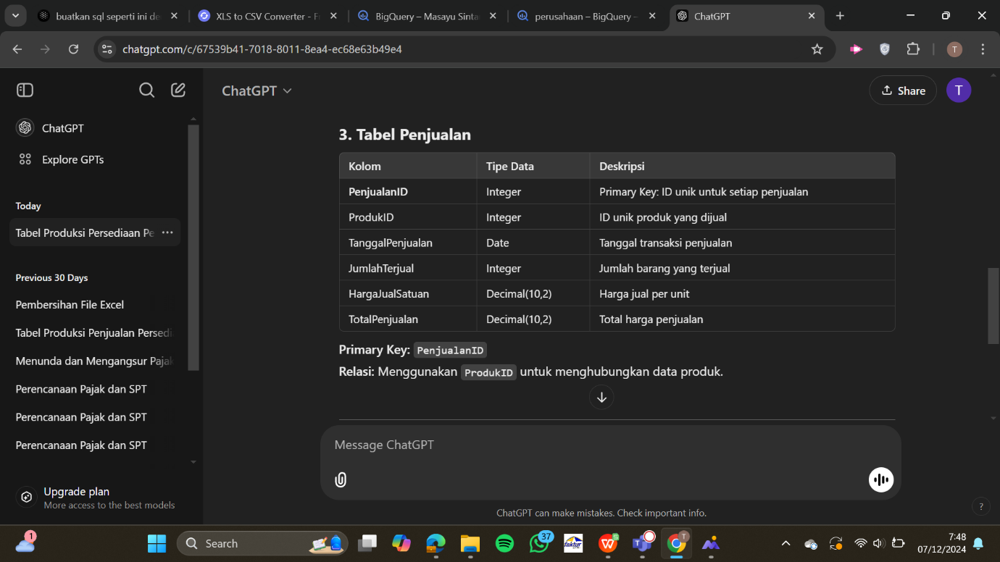 buatkan sql seperti ini de
XLS to CSV Converter - F
BigQuery – Masayu Sinta
perusahaan – BigQuery –
ChatGPT
chatgpt.com/c/67539b41-7018-8011-8ea4-ec68e63b49e4
T
ChatGPT
Share
T
ChatGPT
Explore GPTs
Today
Tabel Produksi Persediaan Pe
Previous 30 Days
Pembersihan File Excel
Tabel Produksi Penjualan Persedi
Menunda dan Mengangsur Pajak
Perencanaan Pajak dan SPT
Perencanaan Pajak dan SPT
Perencanaan Pajak dan SPT
Upgrade plan
More access to the best models
3. Tabel Penjualan
Kolom Tipe Data Deskripsi
PenjualanID Integer Primary Key: ID unik untuk setiap penjualan
ProdukID Integer ID unik produk yang dijual
TanggalPenjualan Date Tanggal transaksi penjualan
JumlahTerjual Integer Jumlah barang yang terjual
HargaJualSatuan Decimal(10,2) Harga jual per unit
TotalPenjualan Decimal(10,2) Total harga penjualan
Primary Key: PenjualanID
Relasi: Menggunakan ProdukID untuk menghubungkan data produk.
Message ChatGPT
ChatGPT can make mistakes. Check important info.
?
1
Search
37
faktur
W
S
T
T
7:48
07/12/2024